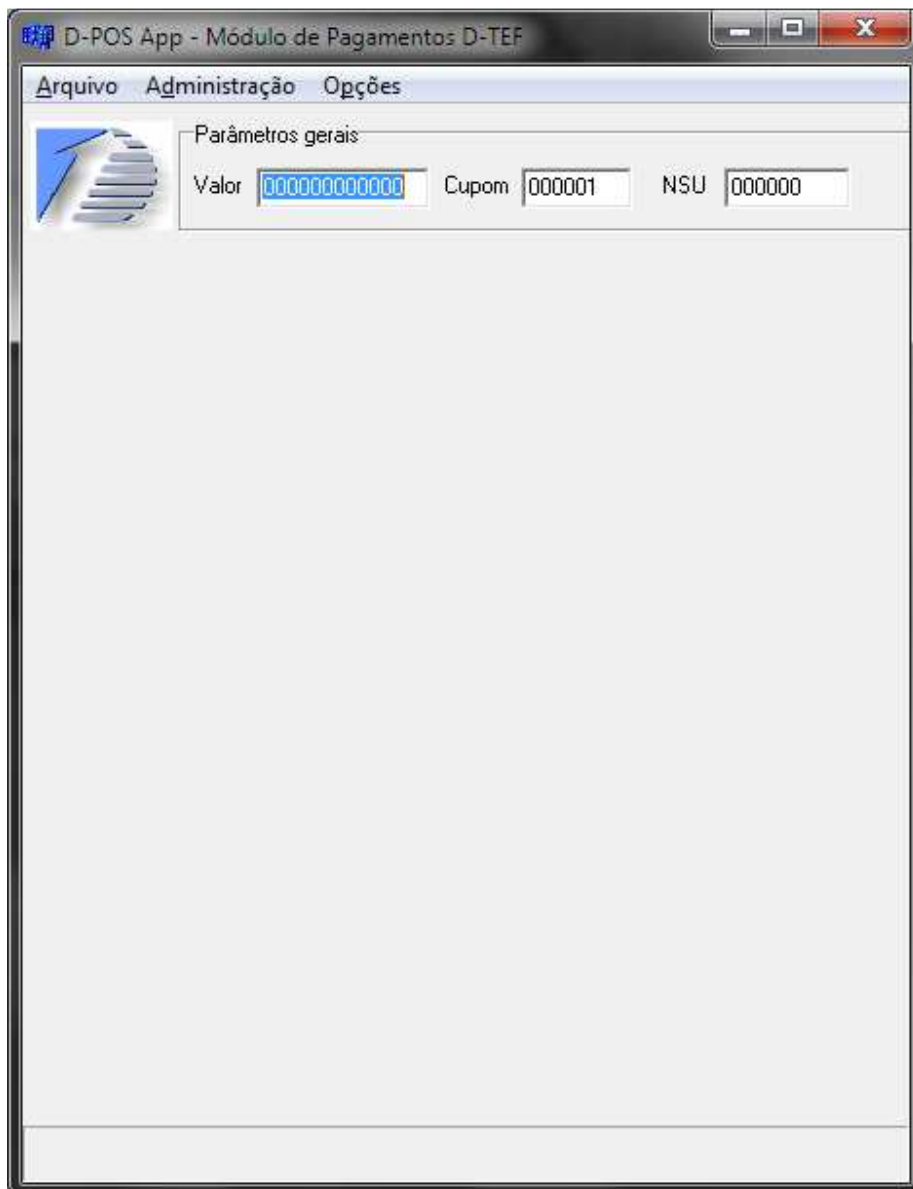 D-POS App - Módulo de Pagamentos D-TEF
Arquivo Administração Opções
Parâmetros gerais
Valor 000000000000 Cupom 000001 NSU 000000